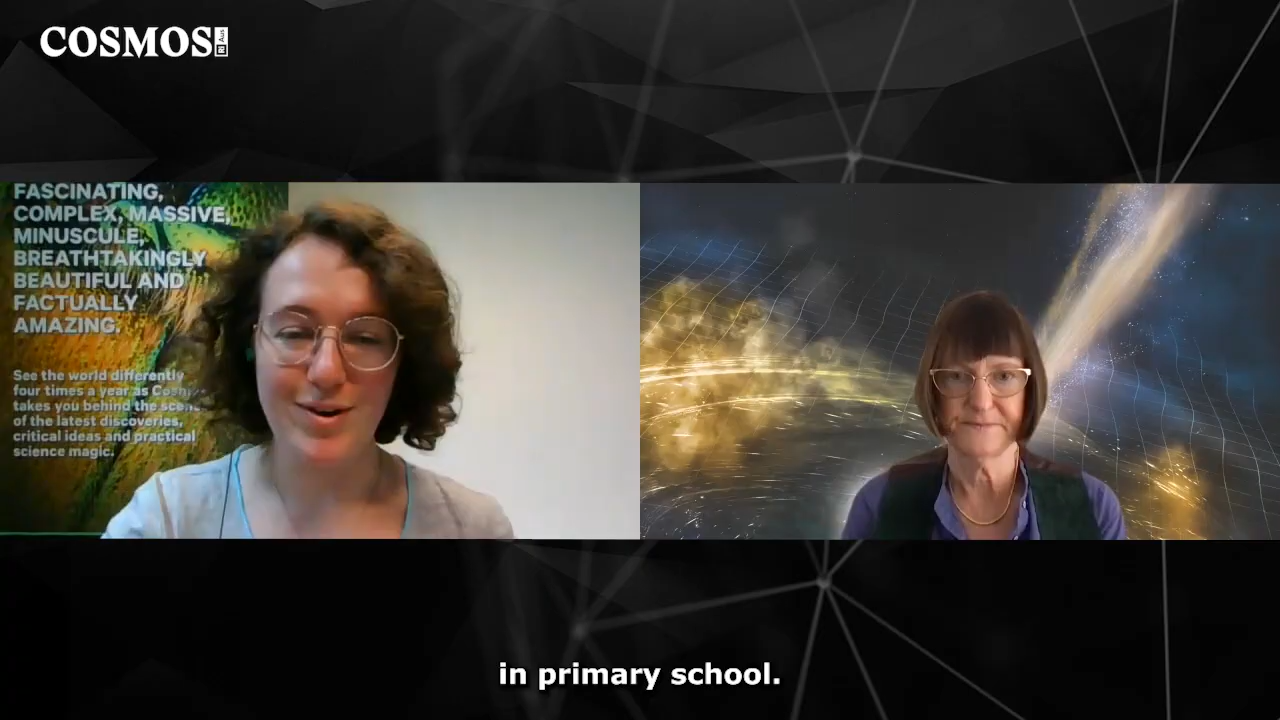 COSMOS
FASCINATING,
COMPLEX, MASSIVE,
MINUSCULE,
BREATHTAKINGLY
BEAUTIFUL AND
FACTUALLY
AMAZING.
See the world differently
four times a year as
takes you behind the
of the latest discoveries,
critical ideas and practical
science magic.
in primary school.